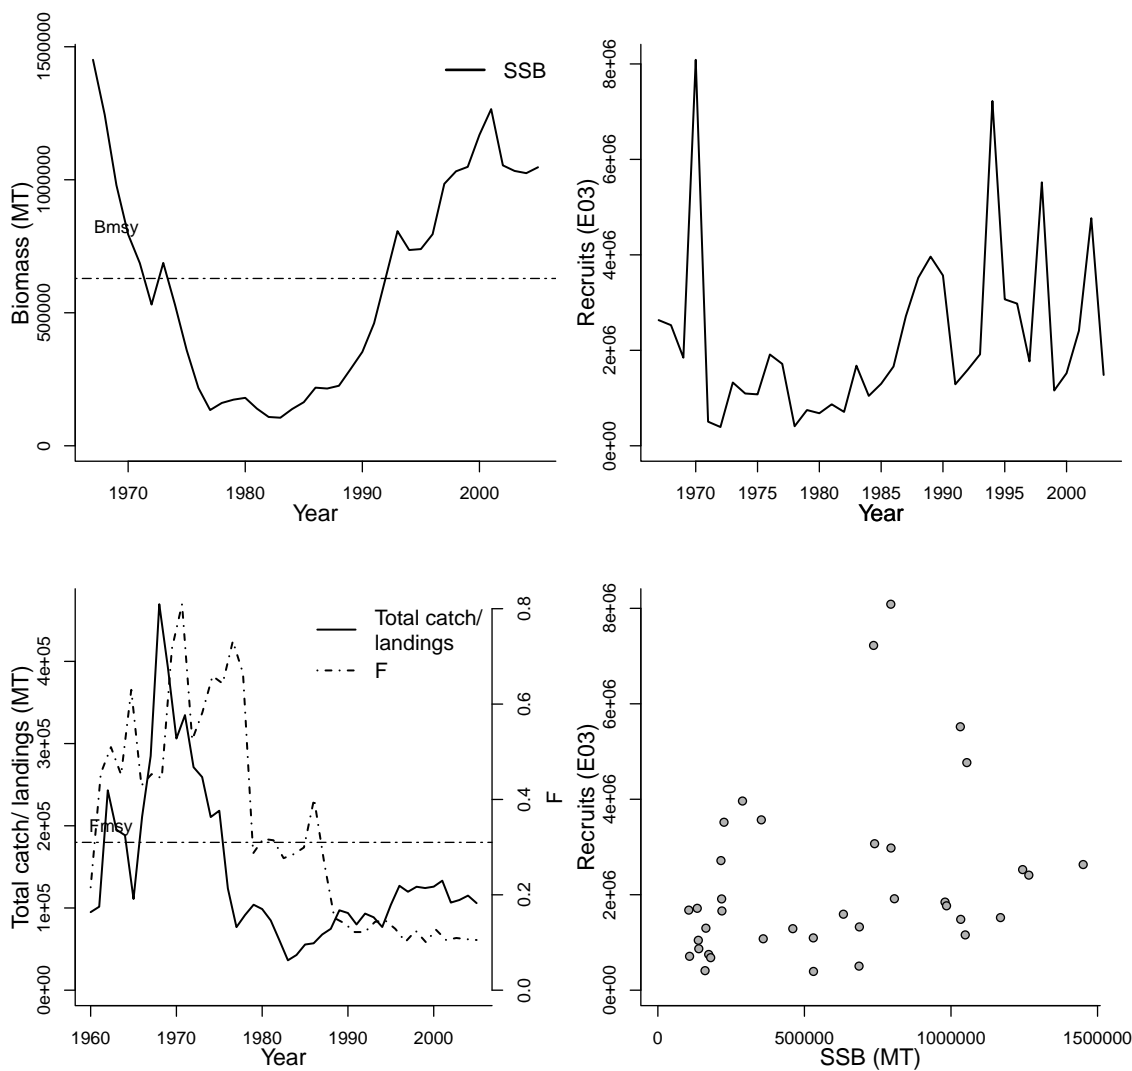 SSB
Bmsy
Biomass (MT)
0
500000
1000000
1500000
1970
1980
1990
2000
Year
Recruits (E03)
0e+00
2e+06
4e+06
6e+06
8e+06
1970
1975
1980
1985
1990
1995
2000
Year
Total catch/
landings
F
Fmsy
Total catch/ landings (MT)
0e+00
1e+05
2e+05
3e+05
4e+05
0.0
0.2
0.4
0.6
0.8
F
1960
1970
1980
1990
2000
Year
Recruits (E03)
0e+00
2e+06
4e+06
6e+06
8e+06
0
500000
1000000
1500000
SSB (MT)